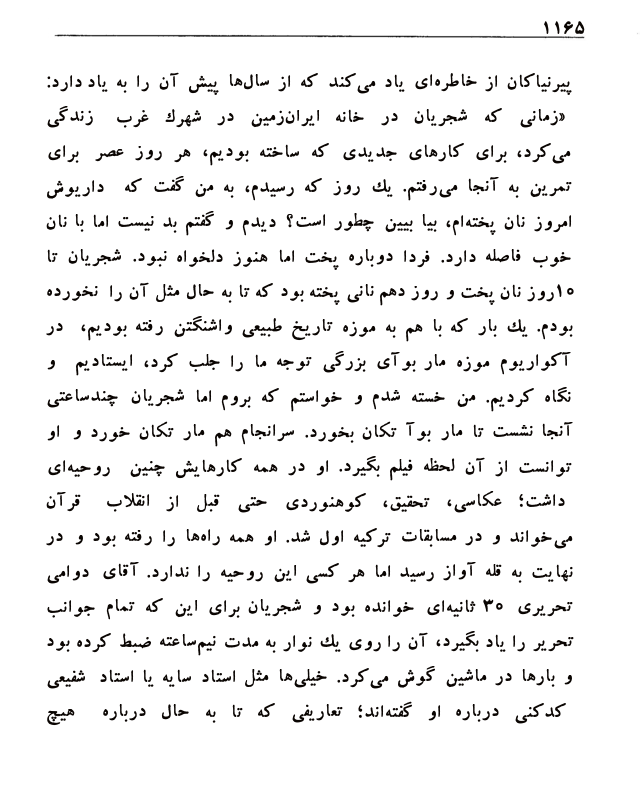 ۱۱۶۵
پیرنیاکان از خاطره‌ای یاد می‌کند که از سال‌ها پیش آن را به یاد دارد:
«زمانی که شجریان در خانه ایران‌زمین در شهرك غرب زندگی
می‌کرد، برای کارهای جدیدی که ساخته بودیم، هر روز عصر برای
تمرین به آنجا می‌رفتم. یك روز که رسیدم، به من گفت که داریوش
امروز نان پخته‌ام، بیا ببین چطور است؟ دیدم و گفتم بد نیست اما با نان
خوب فاصله دارد. فردا دوباره پخت اما هنوز دلخواه نبود. شجریان تا
۱۰روز نان پخت و روز دهم نانی پخته بود که تا به حال مثل آن را نخورده
بودم. یك بار که با هم به موزه تاریخ طبیعی واشنگتن رفته بودیم، در
آکواریوم موزه مار بوآی بزرگی توجه ما را جلب کرد، ایستادیم و
نگاه کردیم. من خسته شدم و خواستم که بروم اما شجریان چندساعتی
آنجا نشست تا مار بوآ تکان بخورد. سرانجام هم مار تکان خورد و او
توانست از آن لحظه فیلم بگیرد. او در همه کارهایش چنین روحیه‌ای
داشت؛ عکاسی، تحقیق، کوهنوردی حتی قبل از انقلاب قرآن
می‌خواند و در مسابقات ترکیه اول شد. او همه راه‌ها را رفته بود و در
نهایت به قله آواز رسید اما هر کسی این روحیه را ندارد. آقای دوامی
تحریری ۳۰ ثانیه‌ای خوانده بود و شجریان برای این که تمام جوانب
تحریر را یاد بگیرد، آن را روی یك نوار به مدت نیم‌ساعته ضبط کرده بود
و بارها در ماشین گوش می‌کرد. خیلی‌ها مثل استاد سایه یا استاد شفیعی
کدکنی درباره او گفته‌اند؛ تعاریفی که تا به حال درباره هیچ